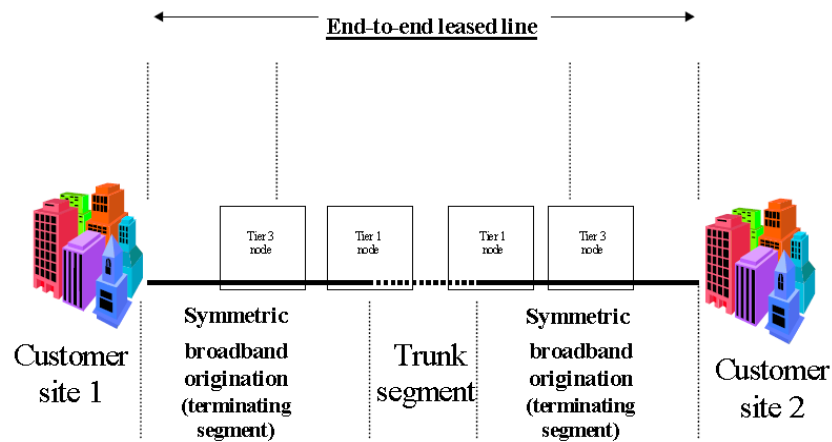 End-to-end leased line
Tier 3
node
Tier 1
node
Tier 1
node
Tier 3
node
Customer
site 1
Symmetric
broadband
origination
(terminating
segment)
Trunk
segment
Symmetric
broadband
origination
(terminating
segment)
Customer
site 2